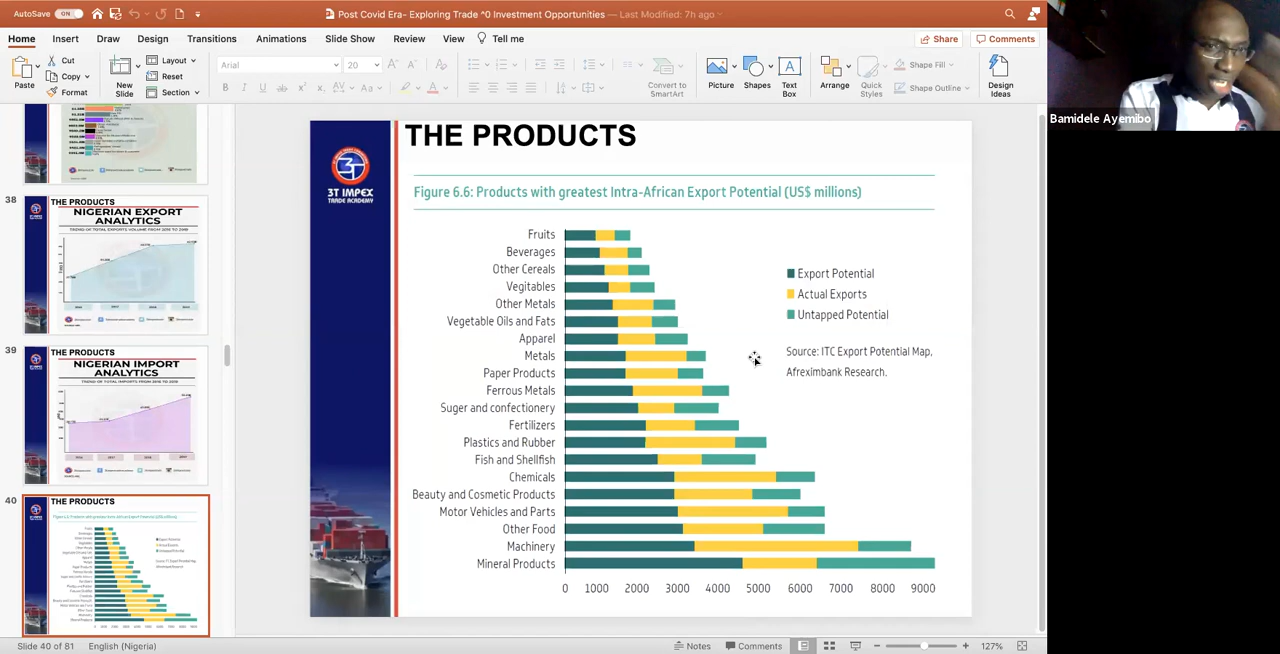 AutoSave ON
Post Covid Era- Exploring Trade ^0 Investment Opportunities — Last Modified: 7h ago
Home Insert Draw Design Transitions Animations Slide Show Review View Tell me
Share Comments
Paste
Cut
Copy
Format
New Slide
Layout
Reset
Section
Arial 20
Convert to SmartArt
Picture
Shapes
Text Box
Arrange
Quick Styles
Shape Fill
Shape Outline
Design Ideas
Bamidele Ayemibo
38
THE PRODUCTS
NIGERIAN EXPORT
ANALYTICS
39
THE PRODUCTS
NIGERIAN IMPORT
ANALYTICS
40
THE PRODUCTS
THE PRODUCTS
3T IMPEX
TRADE ACADEMY
Figure 6.6: Products with greatest Intra-African Export Potential (US$ millions)
Fruits
Beverages
Other Cereals
Vegitables
Other Metals
Vegetable Oils and Fats
Apparel
Metals
Paper Products
Ferrous Metals
Suger and confectionery
Fertilizers
Plastics and Rubber
Fish and Shellfish
Chemicals
Beauty and Cosmetic Products
Motor Vehicles and Parts
Other Food
Machinery
Mineral Products
0 1000 2000 3000 4000 5000 6000 7000 8000 9000
Export Potential
Actual Exports
Untapped Potential
Source: ITC Export Potential Map,
Afreximbank Research.
Slide 40 of 81 English (Nigeria)
Notes Comments 127%